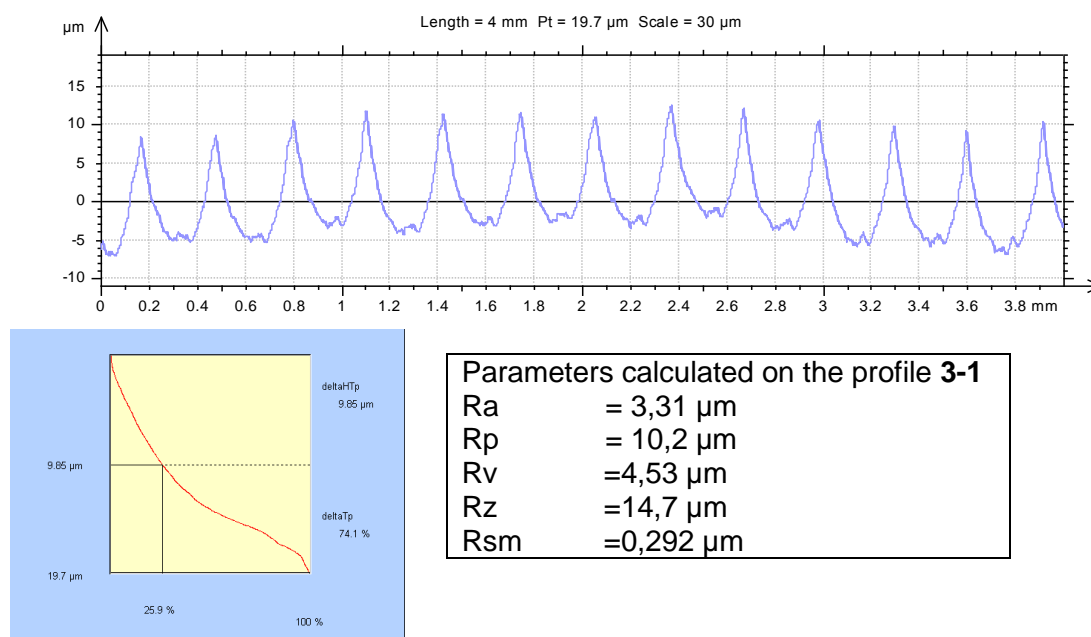 Length = 4 mm Pt = 19.7 µm Scale = 30 µm
µm
15
10
5
0
-5
-10
0 0.2 0.4 0.6 0.8 1 1.2 1.4 1.6 1.8 2 2.2 2.4 2.6 2.8 3 3.2 3.4 3.6 3.8 mm
deltaHTp
9.85 µm
9.85 µm
deltaTp
74.1 %
19.7 µm
25.9 %
100 %
Parameters calculated on the profile 3-1
Ra = 3,31 µm
Rp = 10,2 µm
Rv =4,53 µm
Rz =14,7 µm
Rsm =0,292 µm